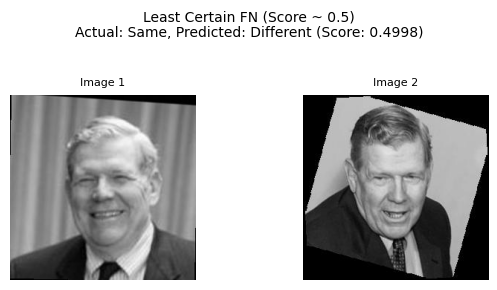 Least Certain FN (Score ~ 0.5)
Actual: Same, Predicted: Different (Score: 0.4998)
Image 1
Image 2